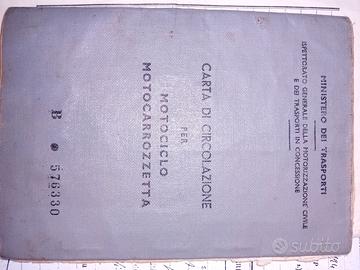 MINISTERO DEI TRASPORTI
ISPETTORATO GENERALE DELLA MOTORIZZAZIONE CIVILE
E DEI TRASPORTI IN CONCESSIONE
CARTA DI CIRCOLAZIONE
PER
MOTOCICLO
MOTOCARROZZETTA
B * 576330
subito